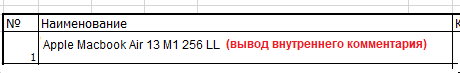 № Наименование К
1 Apple Macbook Air 13 M1 256 LL (вывод внутреннего комментария)